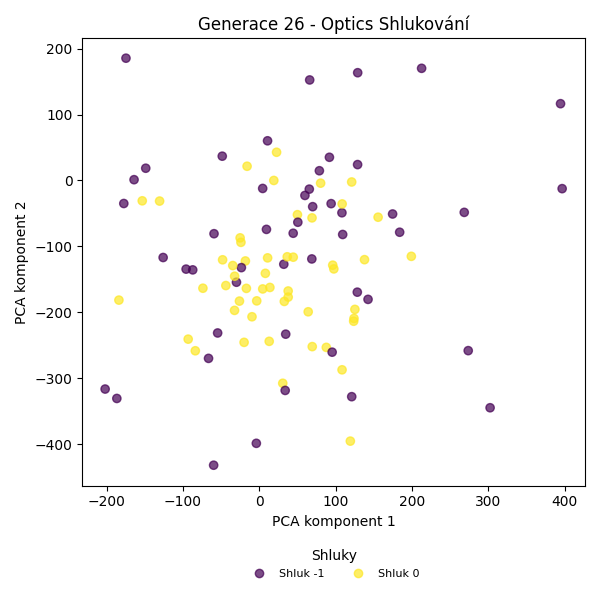 Generace 26 - Optics Shlukování
200
100
0
−100
−200
−300
−400
PCA komponent 2
−200 −100 0 100 200 300 400
PCA komponent 1
Shluky
Shluk -1 Shluk 0